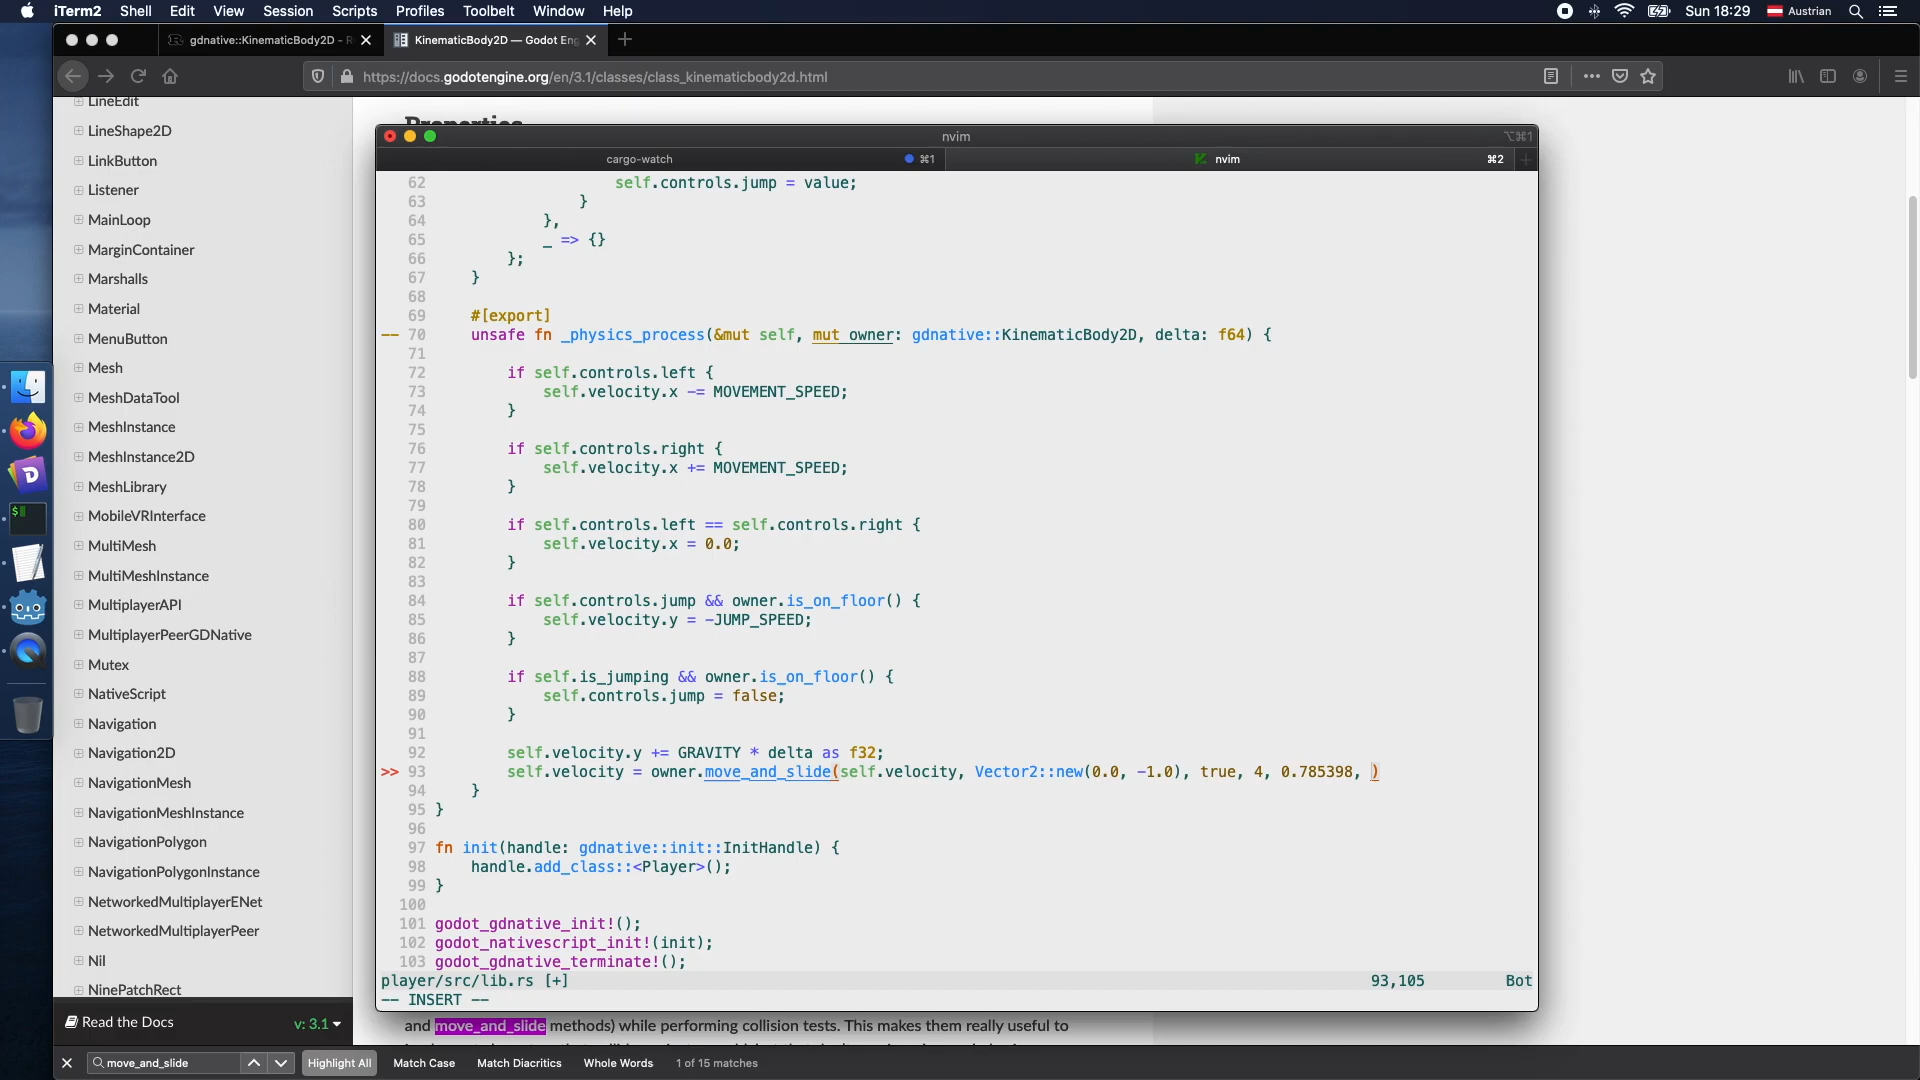 iTerm2 Shell Edit View Session Scripts Profiles Toolbelt Window Help Sun 18:29 Austrian
gdnative::KinematicBody2D - R KinematicBody2D — Godot Eng
https://docs.godotengine.org/en/3.1/classes/class_kinematicbody2d.html
LineEdit
LineShape2D
LinkButton
Listener
MainLoop
MarginContainer
Marshalls
Material
MenuButton
Mesh
MeshDataTool
MeshInstance
MeshInstance2D
MeshLibrary
MobileVRInterface
MultiMesh
MultiMeshInstance
MultiplayerAPI
MultiplayerPeerGDNative
Mutex
NativeScript
Navigation
Navigation2D
NavigationMesh
NavigationMeshInstance
NavigationPolygon
NavigationPolygonInstance
NetworkedMultiplayerENet
NetworkedMultiplayerPeer
Nil
NinePatchRect
Read the Docs v: 3.1
Properties
nvim ⌥⌘1
cargo-watch ⌘1 nvim ⌘2
62 self.controls.jump = value;
63 }
64 },
65 _ => {}
66 };
67 }
68
69 #[export]
-- 70 unsafe fn _physics_process(&mut self, mut owner: gdnative::KinematicBody2D, delta: f64) {
71
72 if self.controls.left {
73 self.velocity.x -= MOVEMENT_SPEED;
74 }
75
76 if self.controls.right {
77 self.velocity.x += MOVEMENT_SPEED;
78 }
79
80 if self.controls.left == self.controls.right {
81 self.velocity.x = 0.0;
82 }
83
84 if self.controls.jump && owner.is_on_floor() {
85 self.velocity.y = -JUMP_SPEED;
86 }
87
88 if self.is_jumping && owner.is_on_floor() {
89 self.controls.jump = false;
90 }
91
92 self.velocity.y += GRAVITY * delta as f32;
>> 93 self.velocity = owner.move_and_slide(self.velocity, Vector2::new(0.0, -1.0), true, 4, 0.785398, )
94 }
95 }
96
97 fn init(handle: gdnative::init::InitHandle) {
98 handle.add_class::<Player>();
99 }
100
101 godot_gdnative_init!();
102 godot_nativescript_init!(init);
103 godot_gdnative_terminate!();
player/src/lib.rs [+] 93,105 Bot
-- INSERT --
and move_and_slide methods) while performing collision tests. This makes them really useful to
move_and_slide Highlight All Match Case Match Diacritics Whole Words 1 of 15 matches